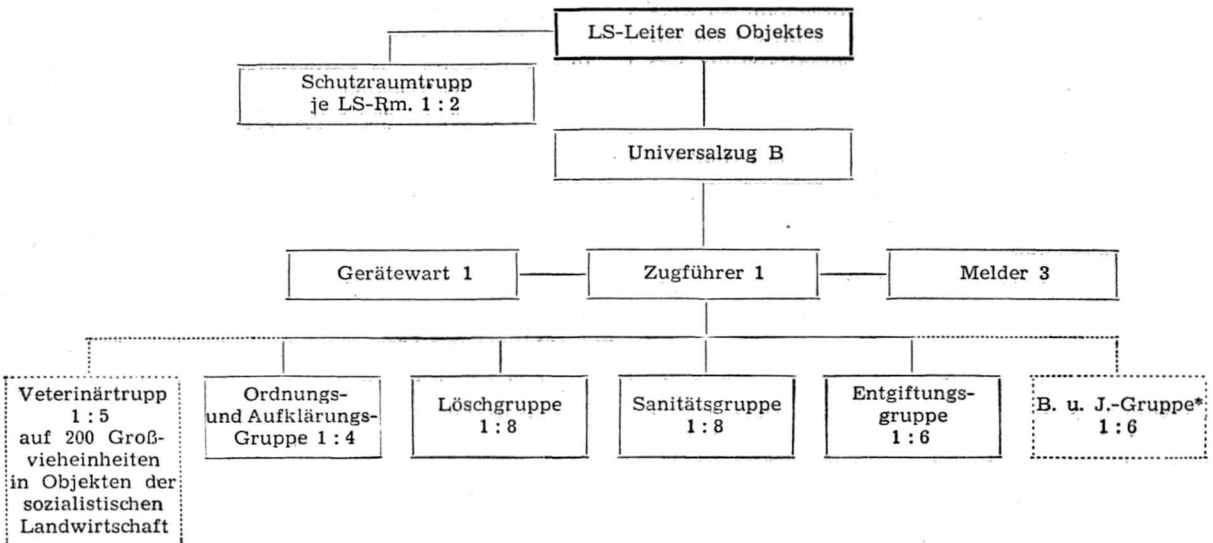 LS-Leiter des Objektes
Schutzraumtrupp
je LS-Rm. 1 : 2
Universalzug B
Gerätewart 1
Zugführer 1
Melder 3
Veterinärtrupp
1 : 5
auf 200 Groß-
vieheinheiten
in Objekten der
sozialistischen
Landwirtschaft
Ordnungs-
und Aufklärungs-
Gruppe 1 : 4
Löschgruppe
1 : 8
Sanitätsgruppe
1 : 8
Entgiftungs-
gruppe
1 : 6
B. u. J.-Gruppe*
1 : 6